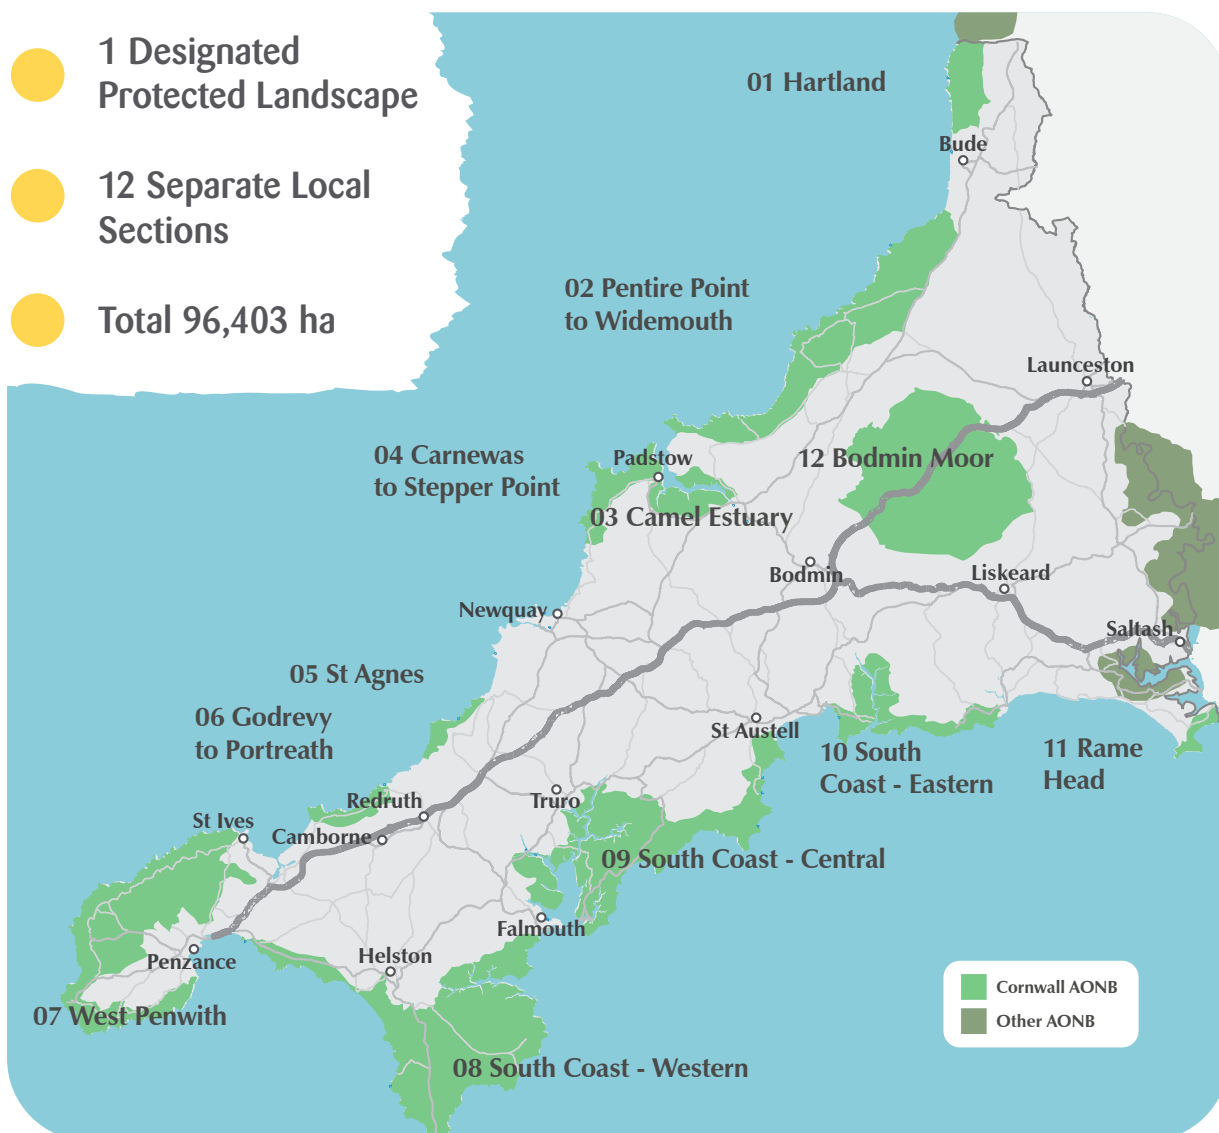 1 Designated
Protected Landscape
12 Separate Local
Sections
Total 96,403 ha
01 Hartland
Bude
02 Pentire Point
to Widemouth
Launceston
04 Carnewas
to Stepper Point
Padstow
12 Bodmin Moor
03 Camel Estuary
Bodmin
Liskeard
Newquay
Saltash
05 St Agnes
06 Godrevy
to Portreath
St Austell
10 South
Coast - Eastern
11 Rame
Head
Redruth
Truro
St Ives
Camborne
09 South Coast - Central
Falmouth
Helston
Penzance
07 West Penwith
08 South Coast - Western
Cornwall AONB
Other AONB